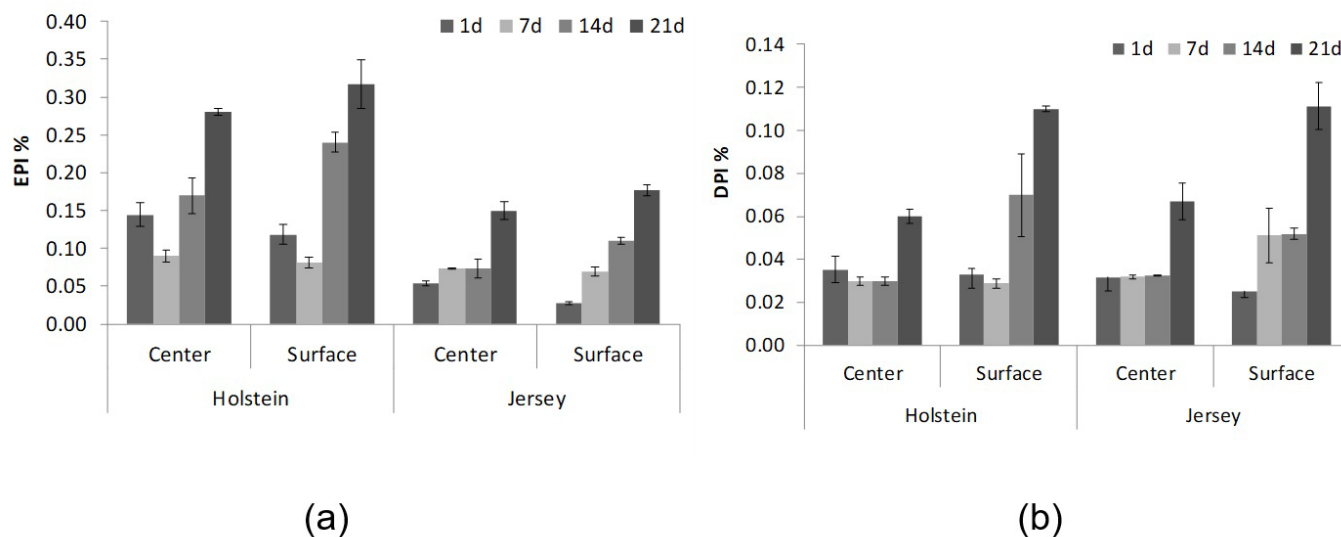 0.40
0.35
0.30
0.25
0.20
0.15
0.10
0.05
0.00
EPI %
1d 7d 14d 21d
Center Surface Center Surface
Holstein Jersey
(a)
0.14
0.12
0.10
0.08
0.06
0.04
0.02
0.00
DPI %
1d 7d 14d 21d
Center Surface Center Surface
Holstein Jersey
(b)